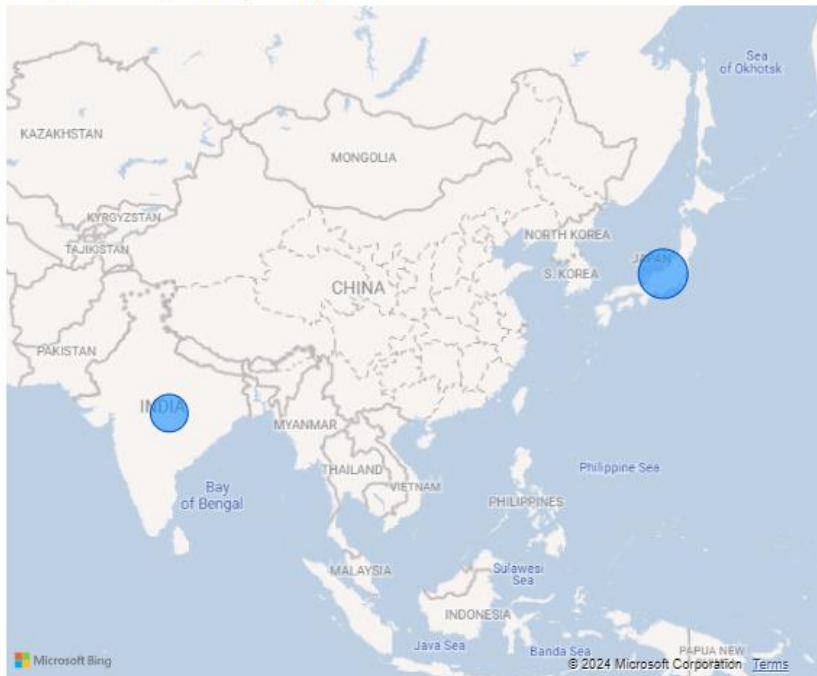 Sea
of Okhotsk
KAZAKHSTAN
MONGOLIA
KYRGYZSTAN
NORTH KOREA
TAJIKISTAN
JAPAN
S. KOREA
CHINA
PAKISTAN
INDIA
MYANMAR
THAILAND
Philippine Sea
VIETNAM
Bay
of Bengal
PHILIPPINES
MALAYSIA
Sulawesi
Sea
INDONESIA
Java Sea
Banda Sea
PAPUA NEW
Microsoft Bing
© 2024 Microsoft Corporation Terms